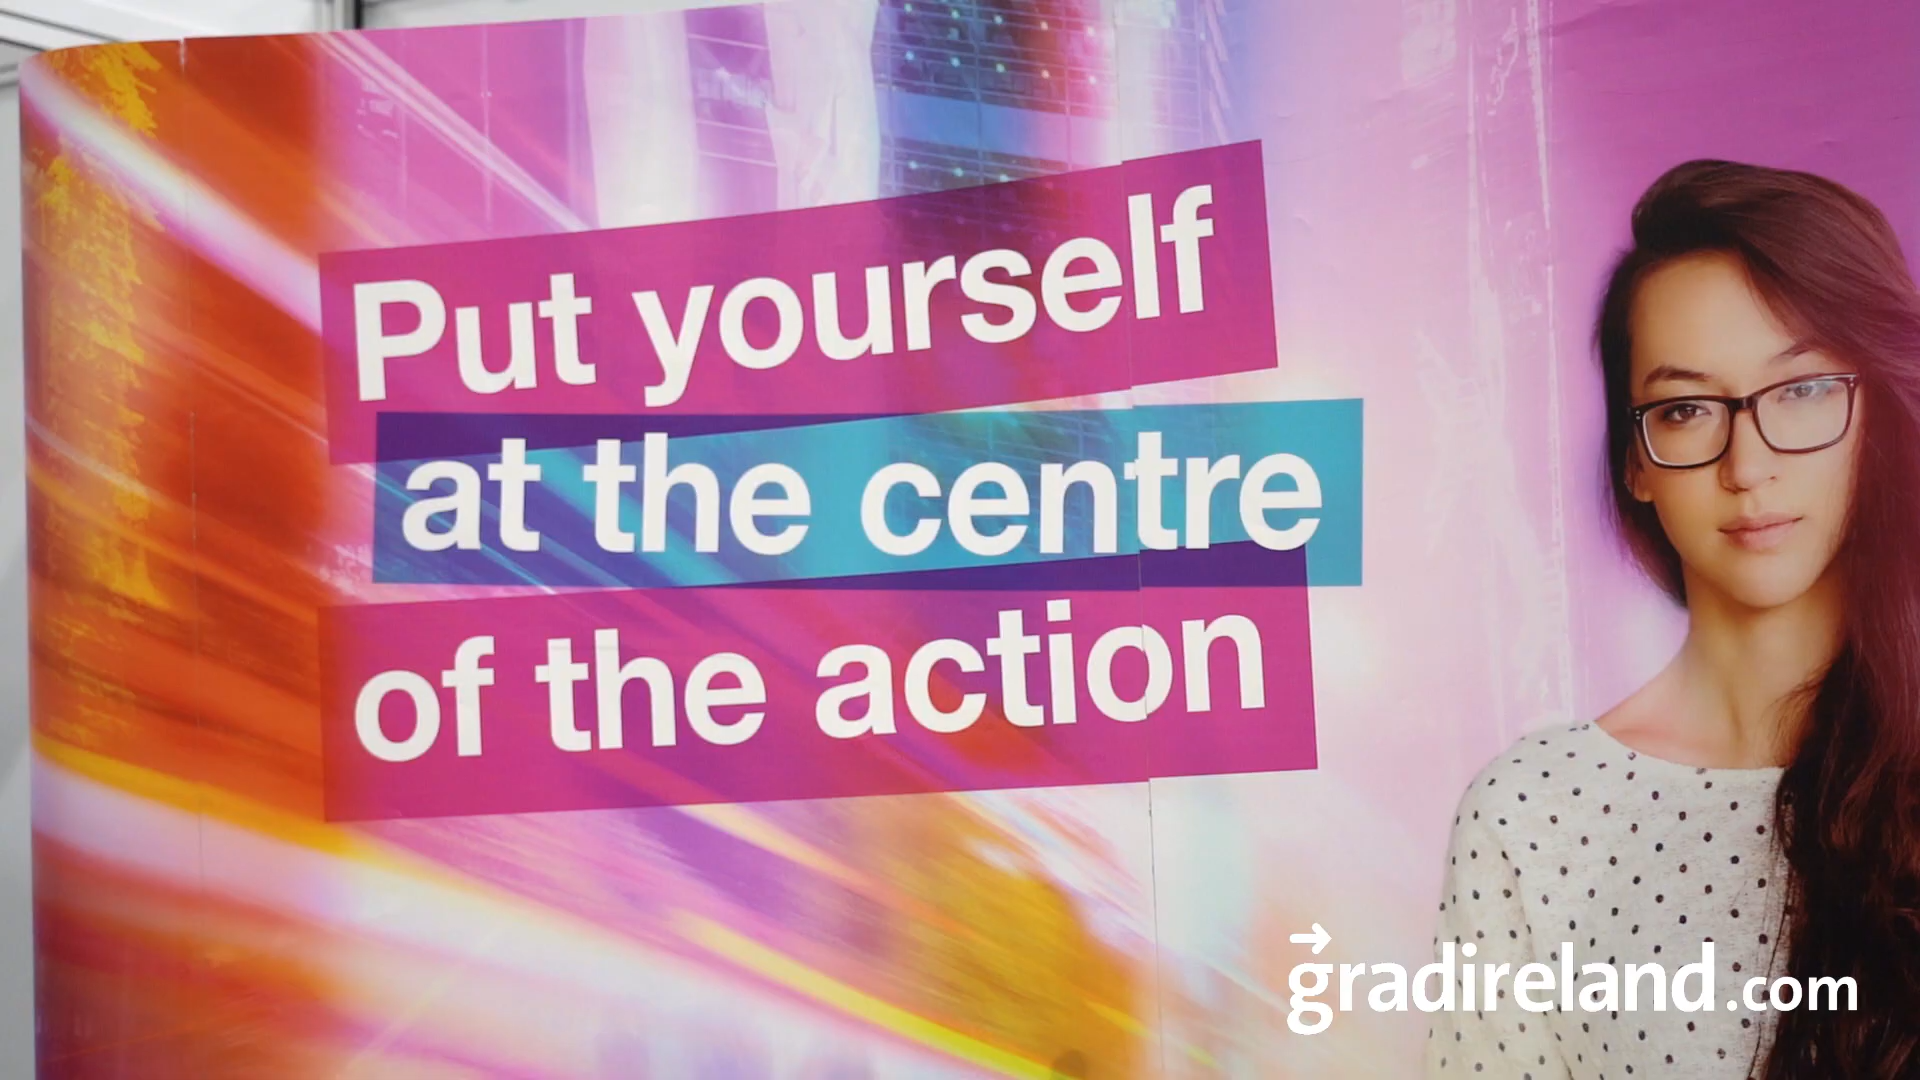 Put yourself
at the centre
of the action
gradireland.com